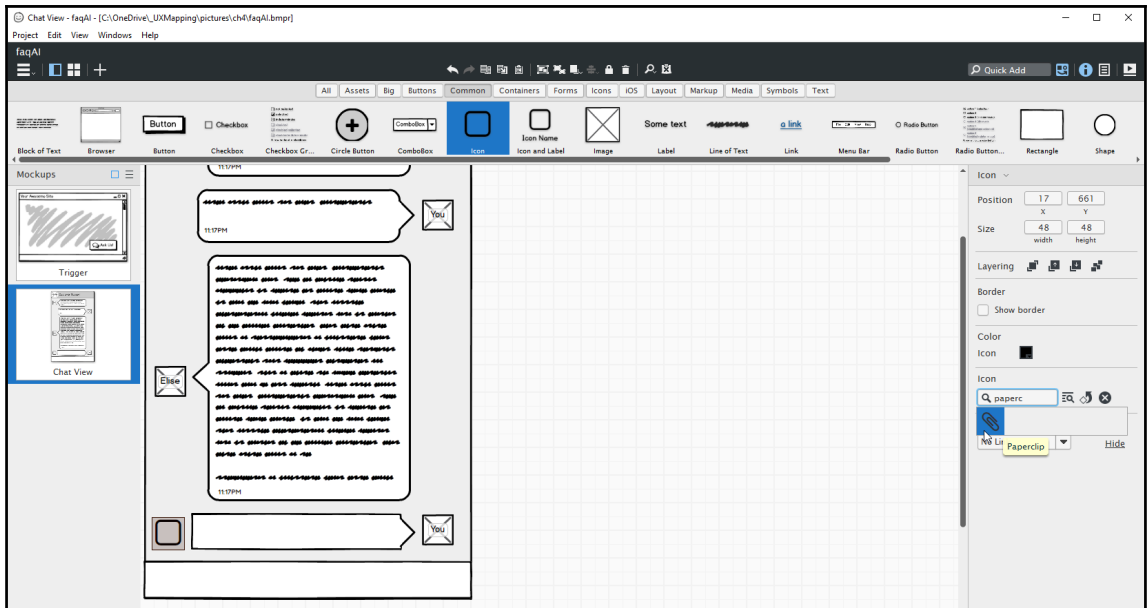 Chat View - faqAI - [C:\OneDrive\_UXMapping\pictures\ch4\faqAI.bmpr]
Project Edit View Windows Help
faqAI
Quick Add
All Assets Big Buttons Common Containers Forms Icons iOS Layout Markup Media Symbols Text
Button Checkbox ComboBox Icon Name Some text a link Radio Button
Block of Text Browser Button Checkbox Checkbox Gr... Circle Button ComboBox Icon Icon and Label Image Label Line of Text Link Menu Bar Radio Button Radio Button... Rectangle Shape
Mockups
Trigger
Chat View
11:17PM
You
11:17PM
Elise
11:17PM
You
Icon
Position 17 661
X Y
Size 48 48
width height
Layering
Border
Show border
Color
Icon
Icon
paperc
No Lin
Paperclip
Hide